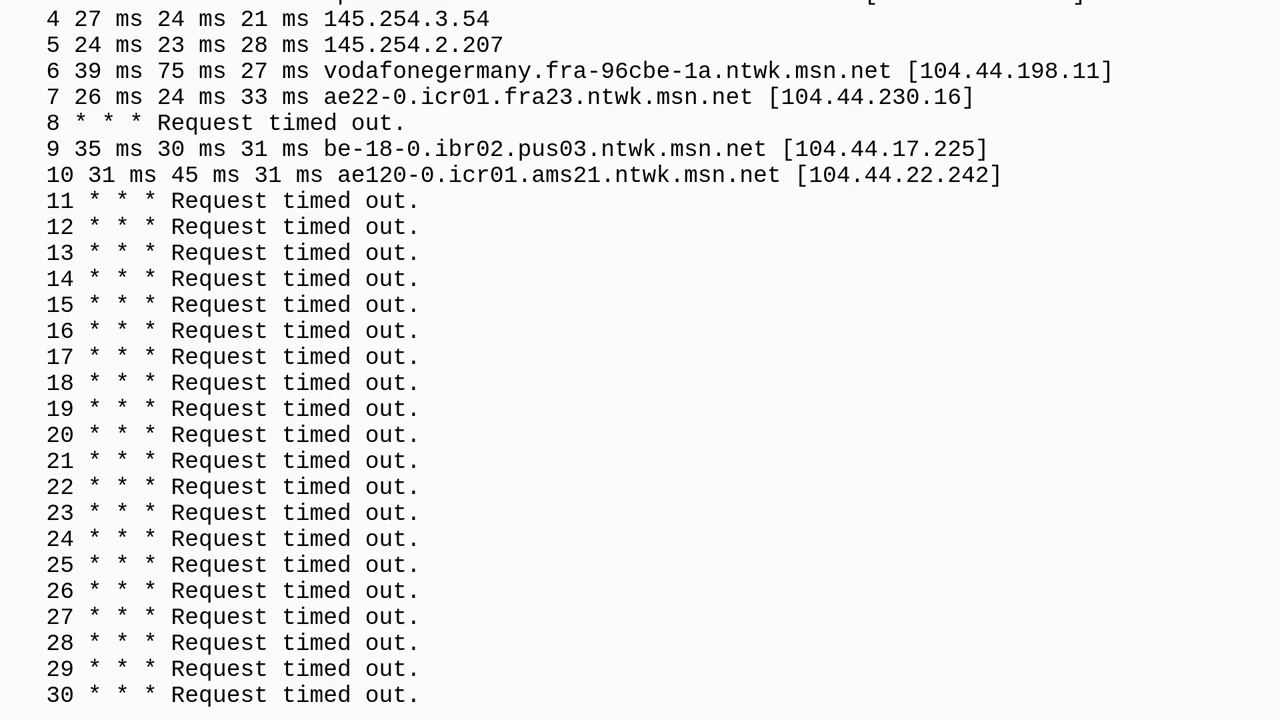 4 27 ms 24 ms 21 ms 145.254.3.54
5 24 ms 23 ms 28 ms 145.254.2.207
6 39 ms 75 ms 27 ms vodafonegermany.fra-96cbe-1a.ntwk.msn.net [104.44.198.11]
7 26 ms 24 ms 33 ms ae22-0.icr01.fra23.ntwk.msn.net [104.44.230.16]
8 * * * Request timed out.
9 35 ms 30 ms 31 ms be-18-0.ibr02.pus03.ntwk.msn.net [104.44.17.225]
10 31 ms 45 ms 31 ms ae120-0.icr01.ams21.ntwk.msn.net [104.44.22.242]
11 * * * Request timed out.
12 * * * Request timed out.
13 * * * Request timed out.
14 * * * Request timed out.
15 * * * Request timed out.
16 * * * Request timed out.
17 * * * Request timed out.
18 * * * Request timed out.
19 * * * Request timed out.
20 * * * Request timed out.
21 * * * Request timed out.
22 * * * Request timed out.
23 * * * Request timed out.
24 * * * Request timed out.
25 * * * Request timed out.
26 * * * Request timed out.
27 * * * Request timed out.
28 * * * Request timed out.
29 * * * Request timed out.
30 * * * Request timed out.